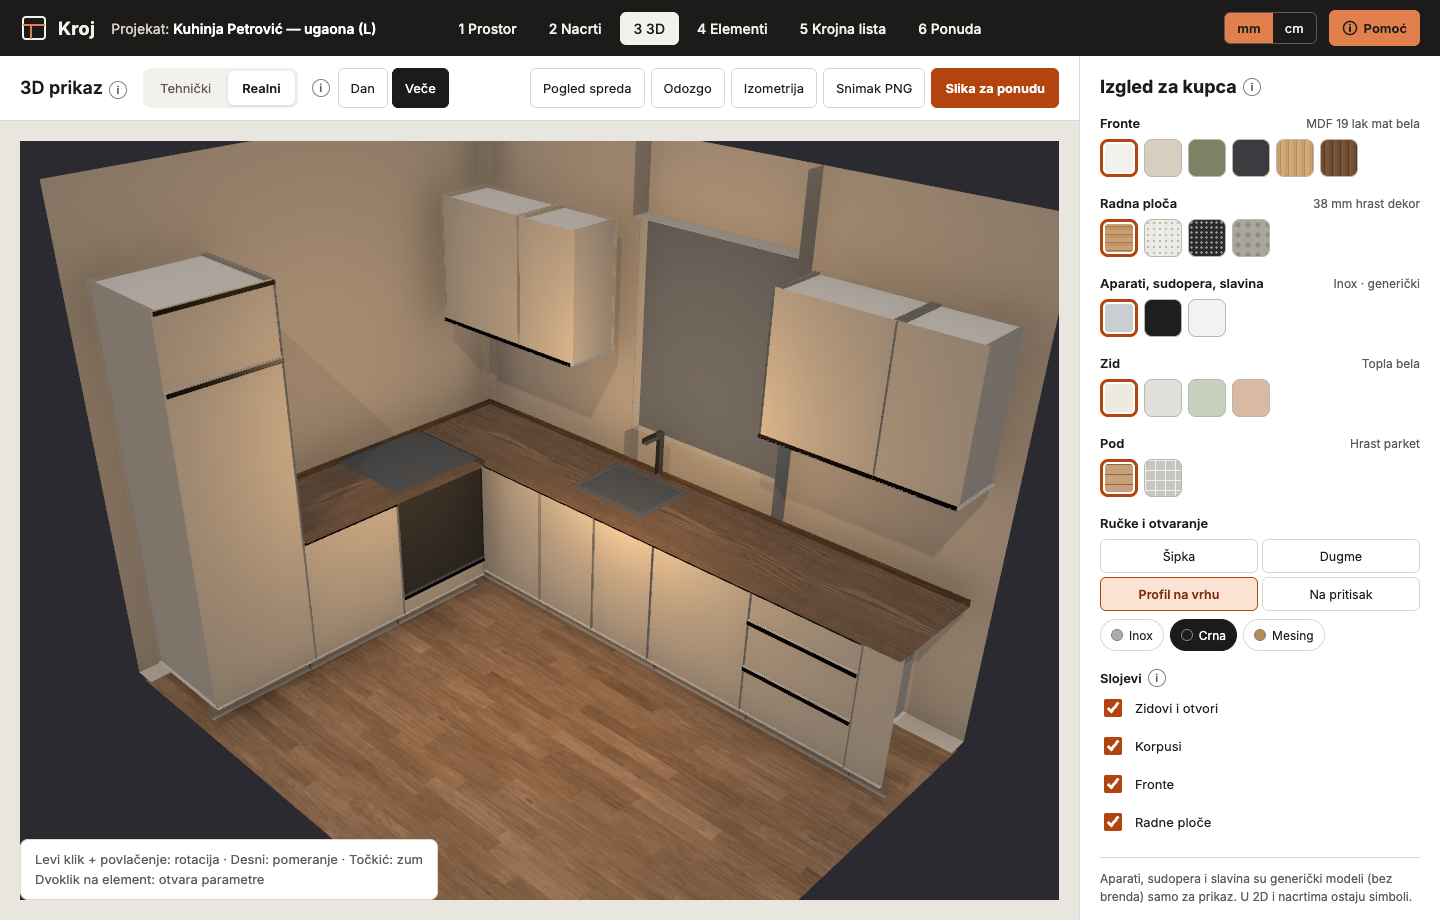 Kroj
Projekat: Kuhinja Petrović — ugaona (L)
1 Prostor
2 Nacrti
3 3D
4 Elementi
5 Krojna lista
6 Ponuda
mm
cm
Pomoć
3D prikaz
Tehnički
Realni
Dan
Veče
Pogled spreda
Odozgo
Izometrija
Snimak PNG
Slika za ponudu
Levi klik + povlačenje: rotacija · Desni: pomeranje · Točkić: zum
Dvoklik na element: otvara parametre
Izgled za kupca
Fronte
MDF 19 lak mat bela
Radna ploča
38 mm hrast dekor
Aparati, sudopera, slavina
Inox · generički
Zid
Topla bela
Pod
Hrast parket
Ručke i otvaranje
Šipka
Dugme
Profil na vrhu
Na pritisak
Inox
Crna
Mesing
Slojevi
Zidovi i otvori
Korpusi
Fronte
Radne ploče
Aparati, sudopera i slavina su generički modeli (bez
brenda) samo za prikaz. U 2D i nacrtima ostaju simboli.